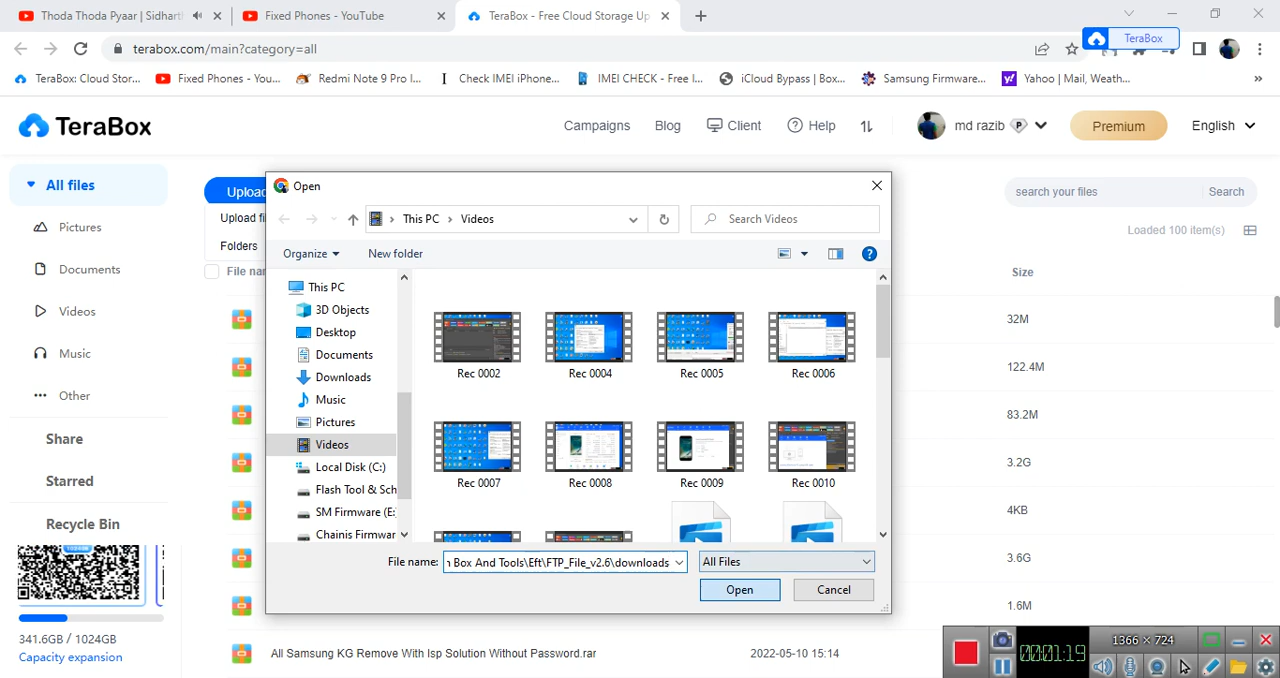 Thoda Thoda Pyaar | Sidhart
Fixed Phones - YouTube
TeraBox - Free Cloud Storage Up
terabox.com/main?category=all
TeraBox
TeraBox: Cloud Stor...
Fixed Phones - You...
Redmi Note 9 Pro I...
Check IMEI iPhone...
IMEI CHECK - Free I...
iCloud Bypass | Box...
Samsung Firmware...
Yahoo | Mail, Weath...
TeraBox
Campaigns
Blog
Client
Help
md razib
P
Premium
English
All files
Pictures
Documents
Videos
Music
Other
Share
Starred
Recycle Bin
341.6GB / 1024GB
Capacity expansion
Upload
Upload fi
Folders
File nar
search your files
Search
Loaded 100 item(s)
Size
32M
122.4M
83.2M
3.2G
4KB
3.6G
1.6M
All Samsung KG Remove With Isp Solution Without Password.rar
2022-05-10 15:14
Open
This PC
Videos
Search Videos
Organize
New folder
This PC
3D Objects
Desktop
Documents
Downloads
Music
Pictures
Videos
Local Disk (C:)
Flash Tool & Sch
SM Firmware (E:
Chainis Firmwar
Rec 0002
Rec 0004
Rec 0005
Rec 0006
Rec 0007
Rec 0008
Rec 0009
Rec 0010
File name:
Box And Tools\Eft\FTP_File_v2.6\downloads
All Files
Open
Cancel
00:01:19
1366 × 724